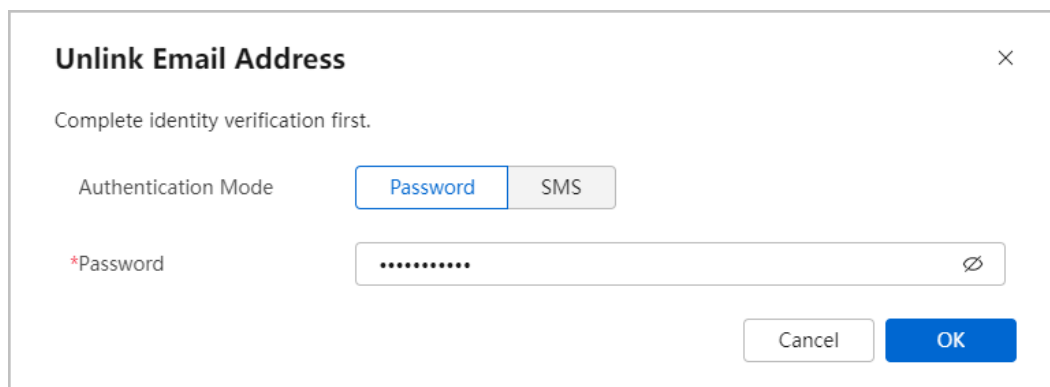 Unlink Email Address
Complete identity verification first.
Authentication Mode Password SMS
*Password •••••••••••
Cancel OK